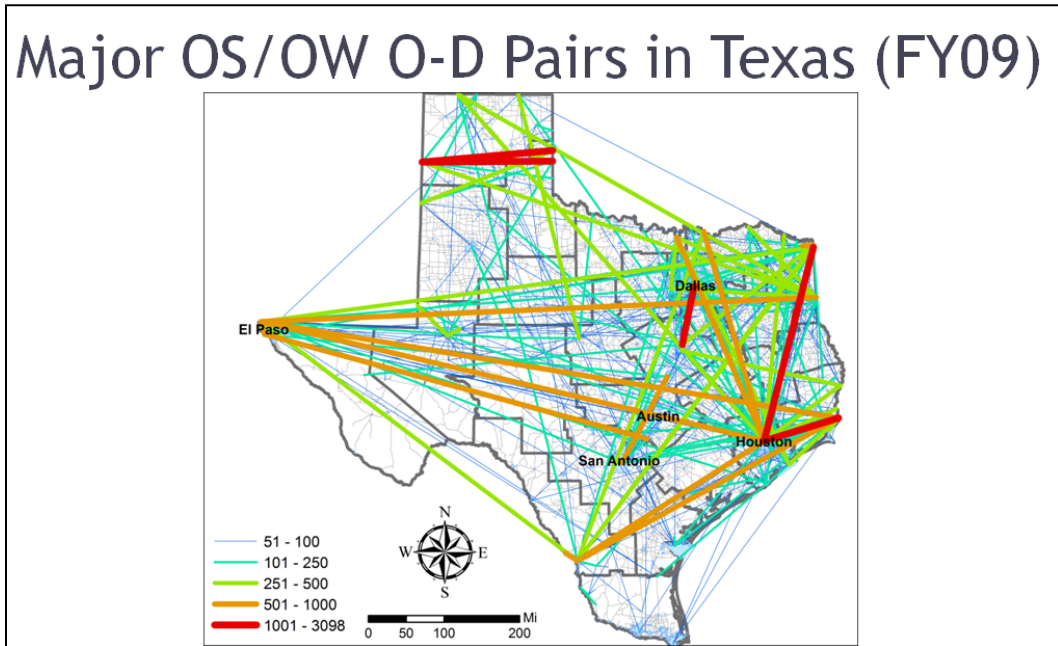 Major OS/OW O-D Pairs in Texas (FY09)
Dallas
El Paso
Austin
Houston
San Antonio
N
W E
S
51 - 100
101 - 250
251 - 500
501 - 1000
1001 - 3098
Mi
0 50 100 200